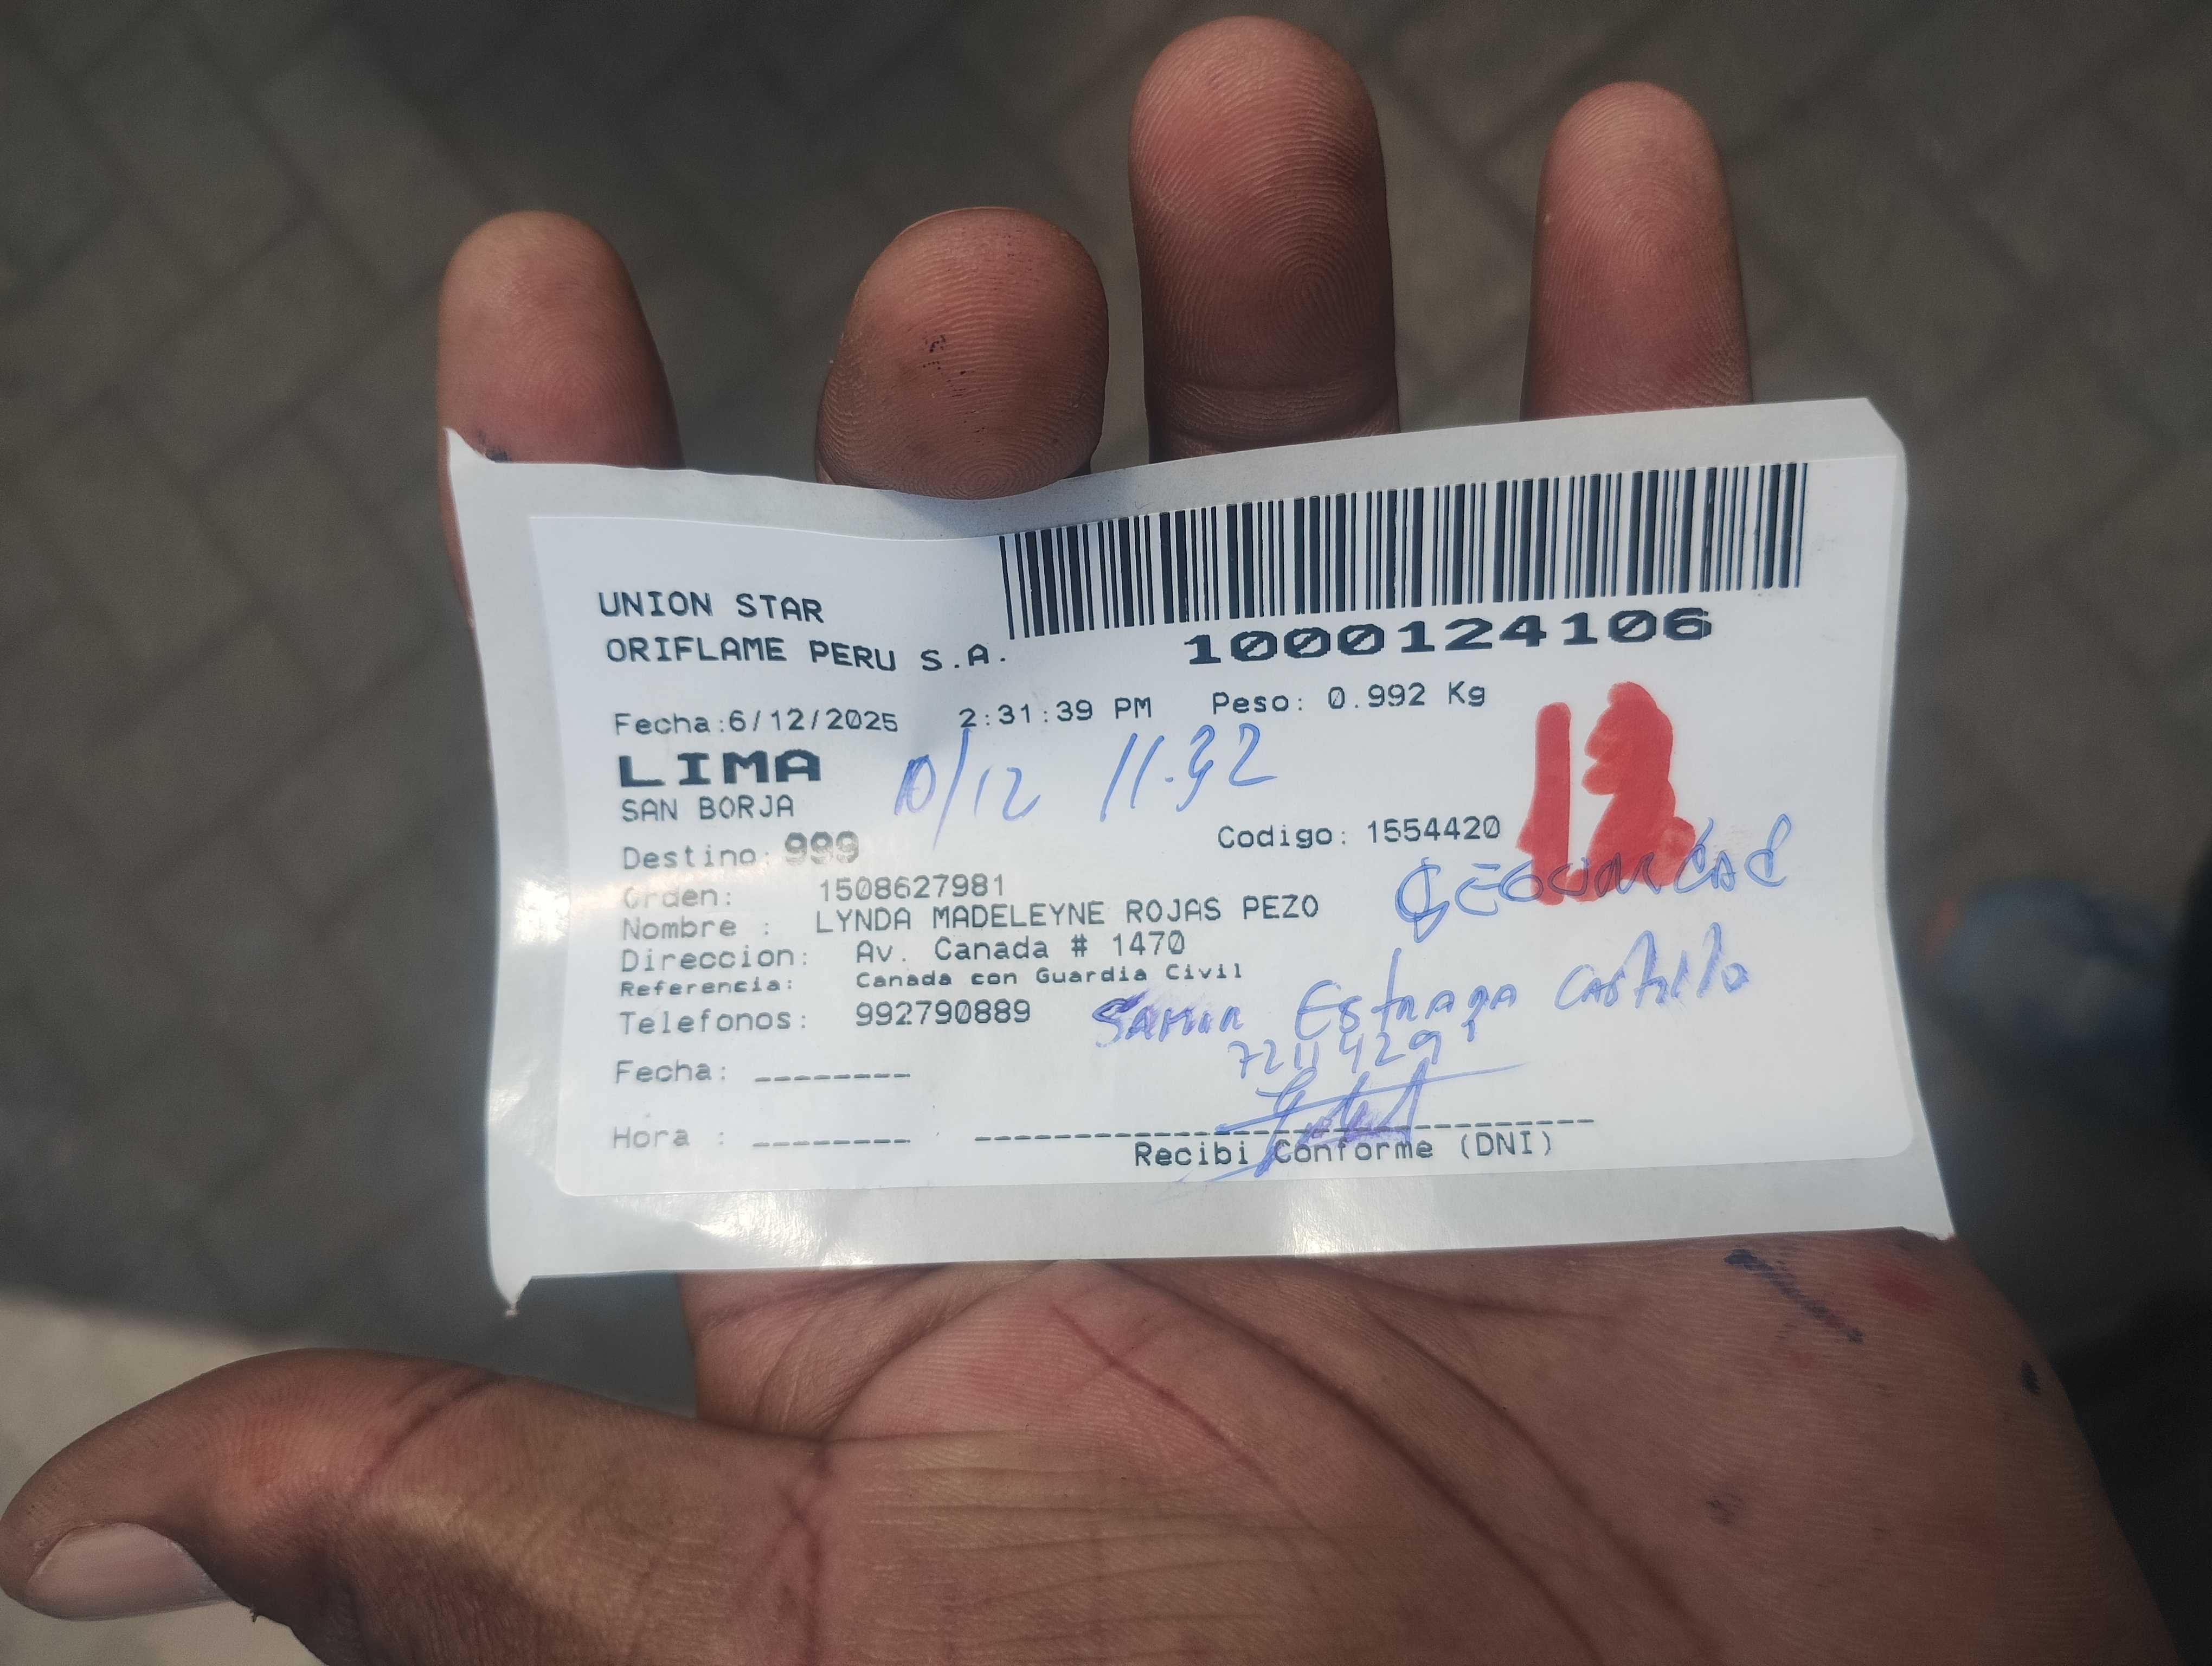 UNION STAR
ORIFLAME PERU S.A.
1000124106
Fecha:6/12/2025 2:31:39 PM Peso: 0.992 Kg
LIMA
10/12 11.32
SAN BORJA
Destino: 999 Codigo: 1554420
Orden: 1508627981
Nombre : LYNDA MADELEYNE ROJAS PEZO
Direccion: Av. Canada # 1470
Referencia: Canada con Guardia Civil
Telefonos: 992790889
Estraga Castillo
Fecha: --------
Hora : --------
Recibi Conforme (DNI)